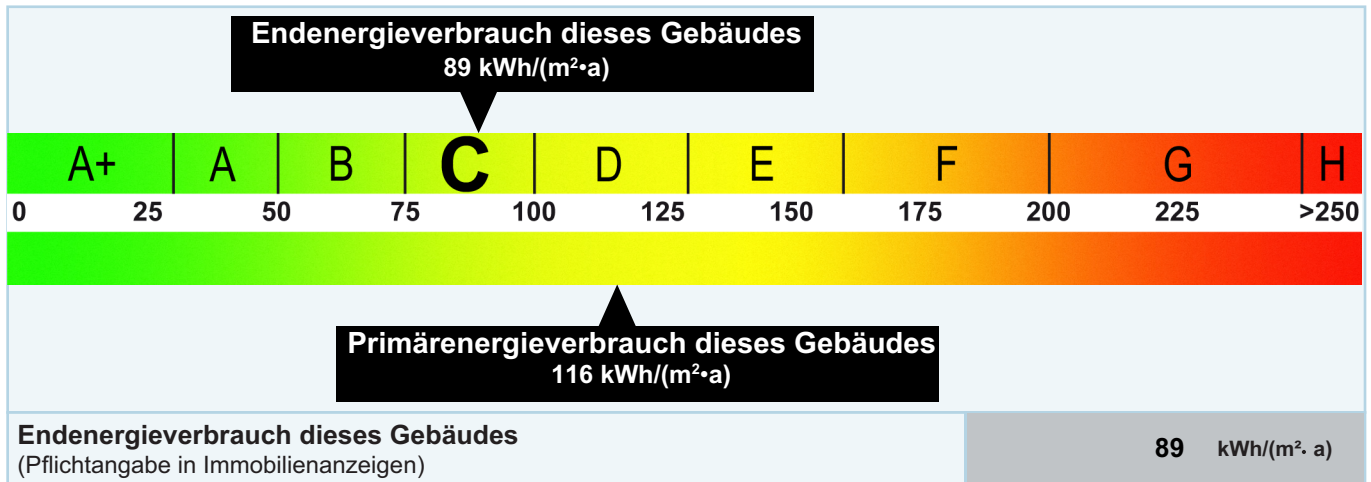 Endenergieverbrauch dieses Gebäudes
89 kWh/(m²•a)
A+ A B C D E F G H
0 25 50 75 100 125 150 175 200 225 >250
Primärenergieverbrauch dieses Gebäudes
116 kWh/(m²•a)
Endenergieverbrauch dieses Gebäudes
(Pflichtangabe in Immobilienanzeigen)
89 kWh/(m²· a)